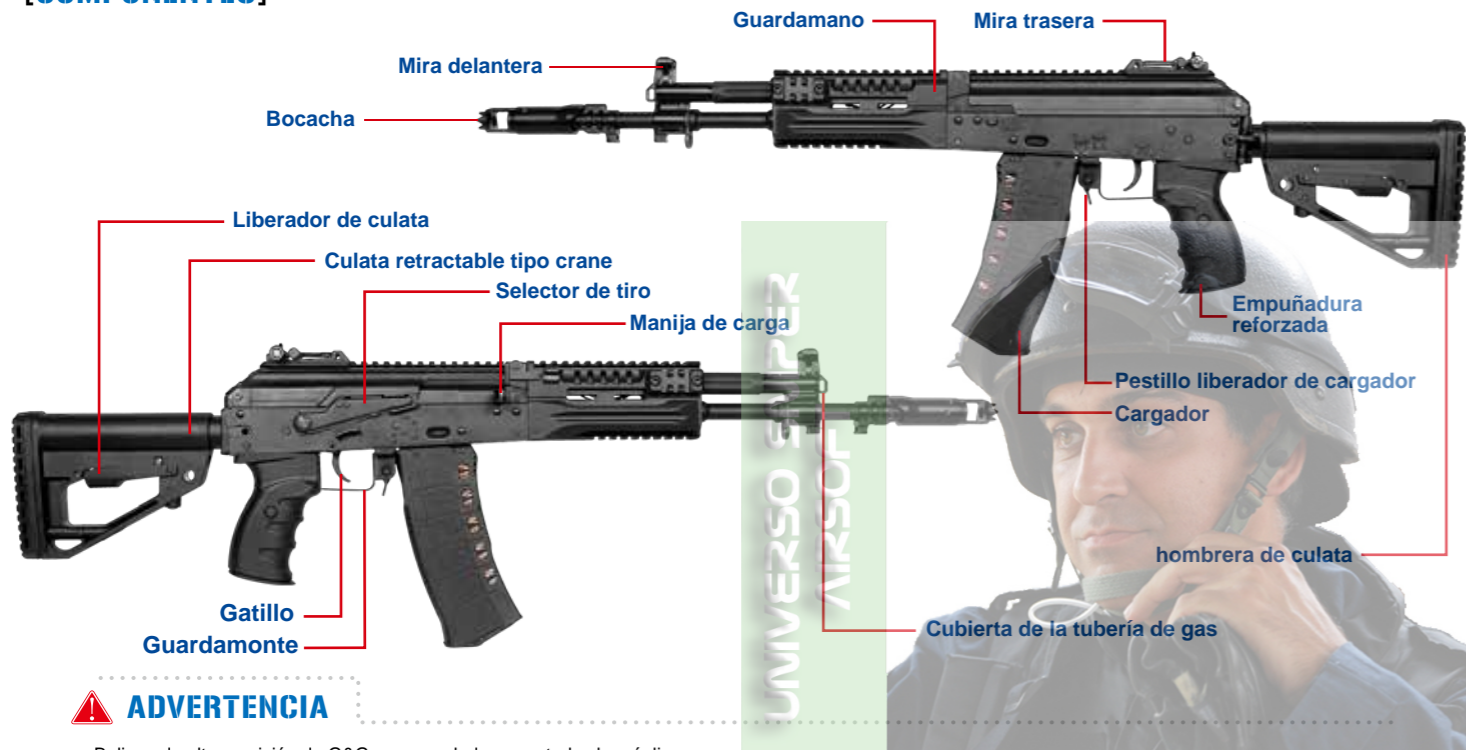 [COMPONENTES]
Guardamano
Mira trasera
Mira delantera
Bocacha
Liberador de culata
Culata retractable tipo crane
Selector de tiro
Manija de carga
Empuñadura
reforzada
Pestillo liberador de cargador
Cargador
hombrera de culata
Gatillo
Guardamonte
Cubierta de la tubería de gas
UNIVERSO SNIPER
AIRSOFT
ADVERTENCIA